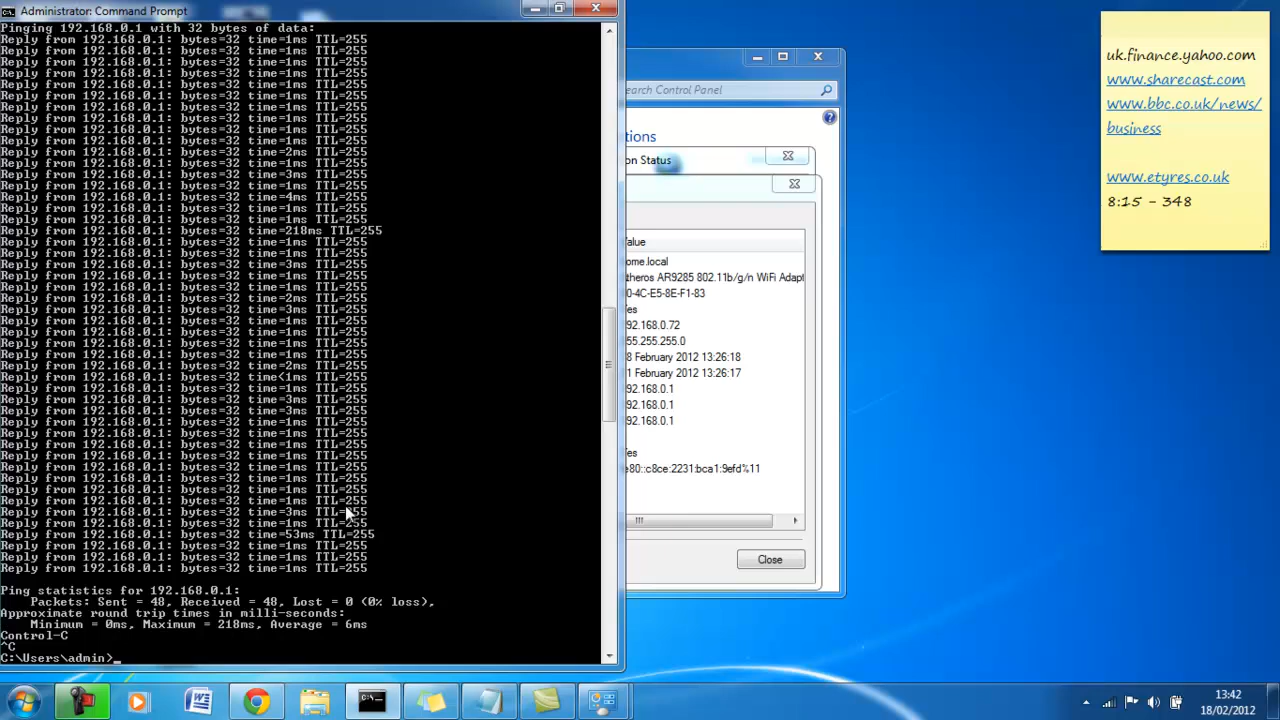 Administrator: Command Prompt
Pinging 192.168.0.1 with 32 bytes of data:
Reply from 192.168.0.1: bytes=32 time=1ms TTL=255
Reply from 192.168.0.1: bytes=32 time=1ms TTL=255
Reply from 192.168.0.1: bytes=32 time=1ms TTL=255
Reply from 192.168.0.1: bytes=32 time=1ms TTL=255
Reply from 192.168.0.1: bytes=32 time=1ms TTL=255
Reply from 192.168.0.1: bytes=32 time=1ms TTL=255
Reply from 192.168.0.1: bytes=32 time=1ms TTL=255
Reply from 192.168.0.1: bytes=32 time=1ms TTL=255
Reply from 192.168.0.1: bytes=32 time=1ms TTL=255
Reply from 192.168.0.1: bytes=32 time=1ms TTL=255
Reply from 192.168.0.1: bytes=32 time=2ms TTL=255
Reply from 192.168.0.1: bytes=32 time=1ms TTL=255
Reply from 192.168.0.1: bytes=32 time=3ms TTL=255
Reply from 192.168.0.1: bytes=32 time=1ms TTL=255
Reply from 192.168.0.1: bytes=32 time=4ms TTL=255
Reply from 192.168.0.1: bytes=32 time=1ms TTL=255
Reply from 192.168.0.1: bytes=32 time=1ms TTL=255
Reply from 192.168.0.1: bytes=32 time=218ms TTL=255
Reply from 192.168.0.1: bytes=32 time=1ms TTL=255
Reply from 192.168.0.1: bytes=32 time=1ms TTL=255
Reply from 192.168.0.1: bytes=32 time=3ms TTL=255
Reply from 192.168.0.1: bytes=32 time=1ms TTL=255
Reply from 192.168.0.1: bytes=32 time=1ms TTL=255
Reply from 192.168.0.1: bytes=32 time=2ms TTL=255
Reply from 192.168.0.1: bytes=32 time=3ms TTL=255
Reply from 192.168.0.1: bytes=32 time=1ms TTL=255
Reply from 192.168.0.1: bytes=32 time=1ms TTL=255
Reply from 192.168.0.1: bytes=32 time=1ms TTL=255
Reply from 192.168.0.1: bytes=32 time=1ms TTL=255
Reply from 192.168.0.1: bytes=32 time=2ms TTL=255
Reply from 192.168.0.1: bytes=32 time<1ms TTL=255
Reply from 192.168.0.1: bytes=32 time=1ms TTL=255
Reply from 192.168.0.1: bytes=32 time=3ms TTL=255
Reply from 192.168.0.1: bytes=32 time=3ms TTL=255
Reply from 192.168.0.1: bytes=32 time=1ms TTL=255
Reply from 192.168.0.1: bytes=32 time=1ms TTL=255
Reply from 192.168.0.1: bytes=32 time=1ms TTL=255
Reply from 192.168.0.1: bytes=32 time=1ms TTL=255
Reply from 192.168.0.1: bytes=32 time=1ms TTL=255
Reply from 192.168.0.1: bytes=32 time=1ms TTL=255
Reply from 192.168.0.1: bytes=32 time=1ms TTL=255
Reply from 192.168.0.1: bytes=32 time=1ms TTL=255
Reply from 192.168.0.1: bytes=32 time=3ms TTL=255
Reply from 192.168.0.1: bytes=32 time=1ms TTL=255
Reply from 192.168.0.1: bytes=32 time=53ms TTL=255
Reply from 192.168.0.1: bytes=32 time=1ms TTL=255
Reply from 192.168.0.1: bytes=32 time=1ms TTL=255
Reply from 192.168.0.1: bytes=32 time=1ms TTL=255
Ping statistics for 192.168.0.1:
Packets: Sent = 48, Received = 48, Lost = 0 (0% loss),
Approximate round trip times in milli-seconds:
Minimum = 0ms, Maximum = 218ms, Average = 6ms
Control-C
^C
C:\Users\admin>
earch Control Panel
tions
on Status
alue
ome.local
theros AR9285 802.11b/g/n WiFi Adapt
0-4C-E5-8E-F1-83
es
92.168.0.72
55.255.255.0
8 February 2012 13:26:18
1 February 2012 13:26:17
92.168.0.1
92.168.0.1
92.168.0.1
es
e80::c8ce:2231:bca1:9efd%11
Close
uk.finance.yahoo.com
www.sharecast.com
www.bbc.co.uk/news/
business
www.etyres.co.uk
8:15 - 348
13:42
18/02/2012